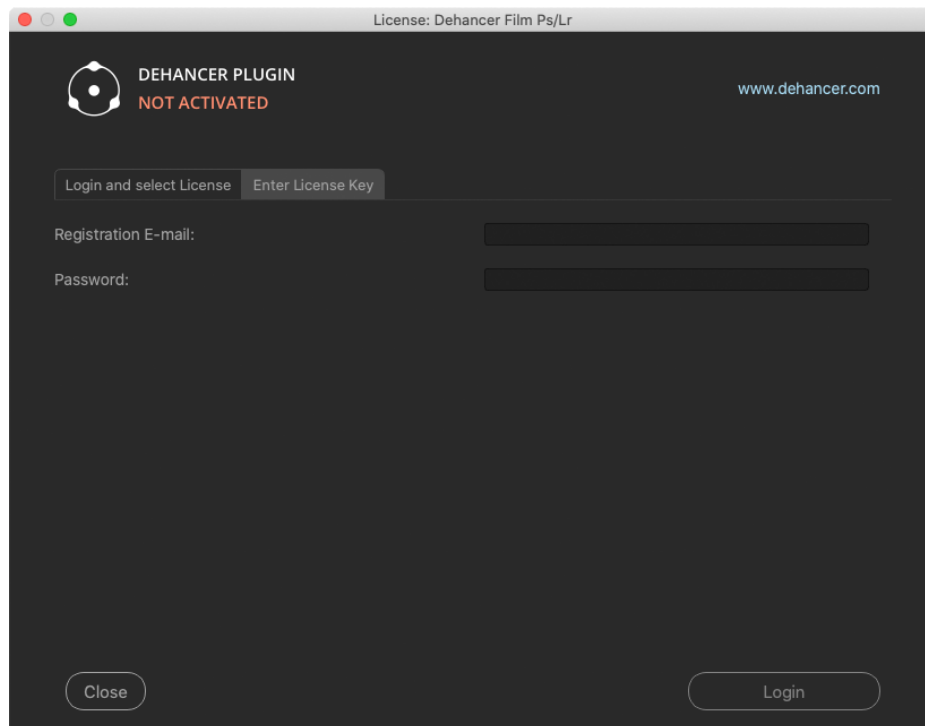 License: Dehancer Film Ps/Lr
DEHANCER PLUGIN
NOT ACTIVATED
www.dehancer.com
Login and select License
Enter License Key
Registration E-mail:
Password:
Close
Login